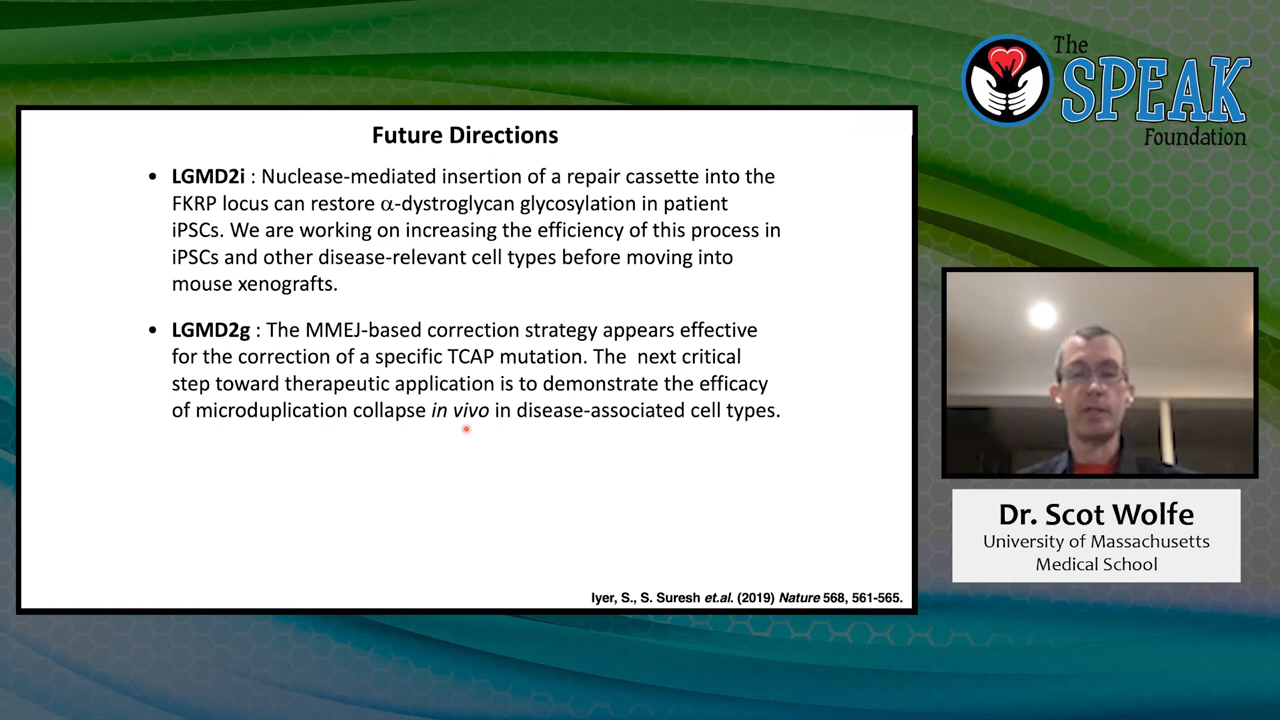 The
SPEAK
Foundation
Future Directions
• LGMD2i : Nuclease-mediated insertion of a repair cassette into the
FKRP locus can restore α-dystroglycan glycosylation in patient
iPSCs. We are working on increasing the efficiency of this process in
iPSCs and other disease-relevant cell types before moving into
mouse xenografts.
• LGMD2g : The MMEJ-based correction strategy appears effective
for the correction of a specific TCAP mutation. The  next critical
step toward therapeutic application is to demonstrate the efficacy
of microduplication collapse in vivo in disease-associated cell types.
Iyer, S., S. Suresh et.al. (2019) Nature 568, 561-565.
Dr. Scot Wolfe
University of Massachusetts
Medical School